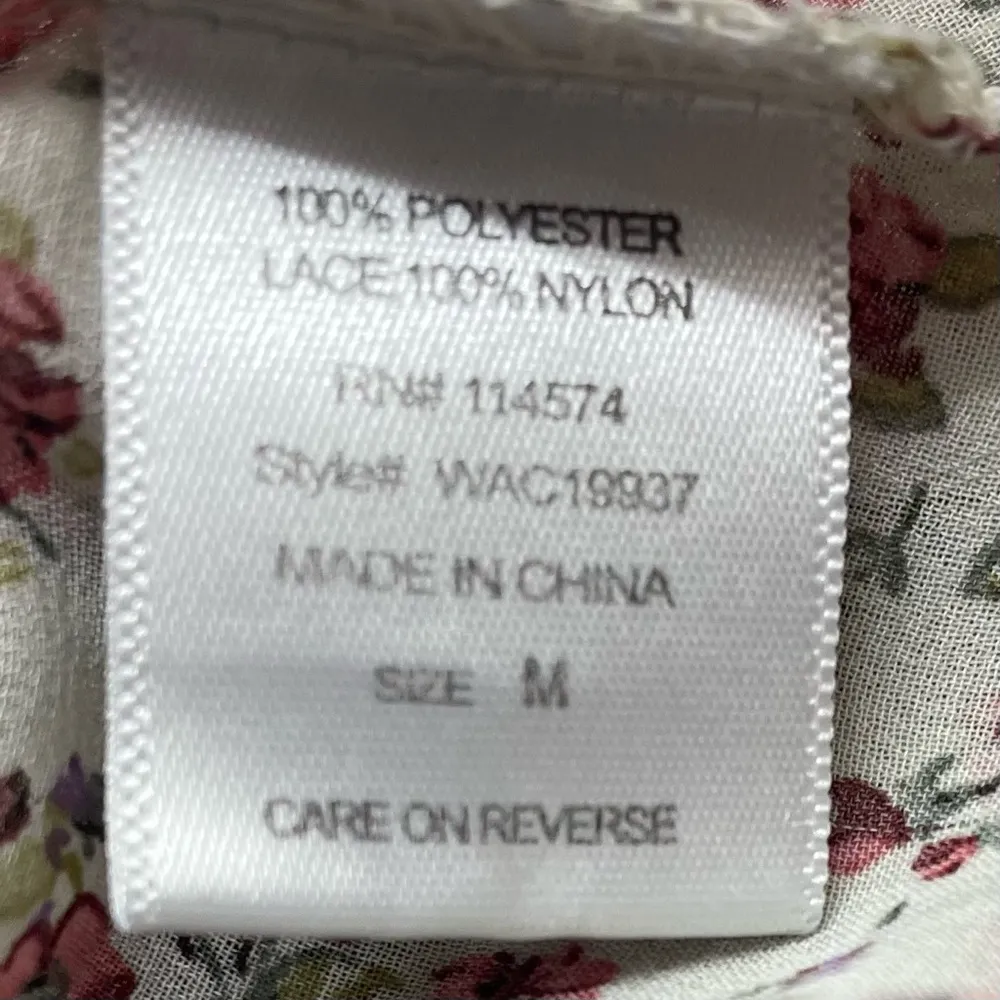 100% POLYESTER
LACE 100% NYLON
RN# 114574
Style# WAC19937
MADE IN CHINA
SIZE M
CARE ON REVERSE